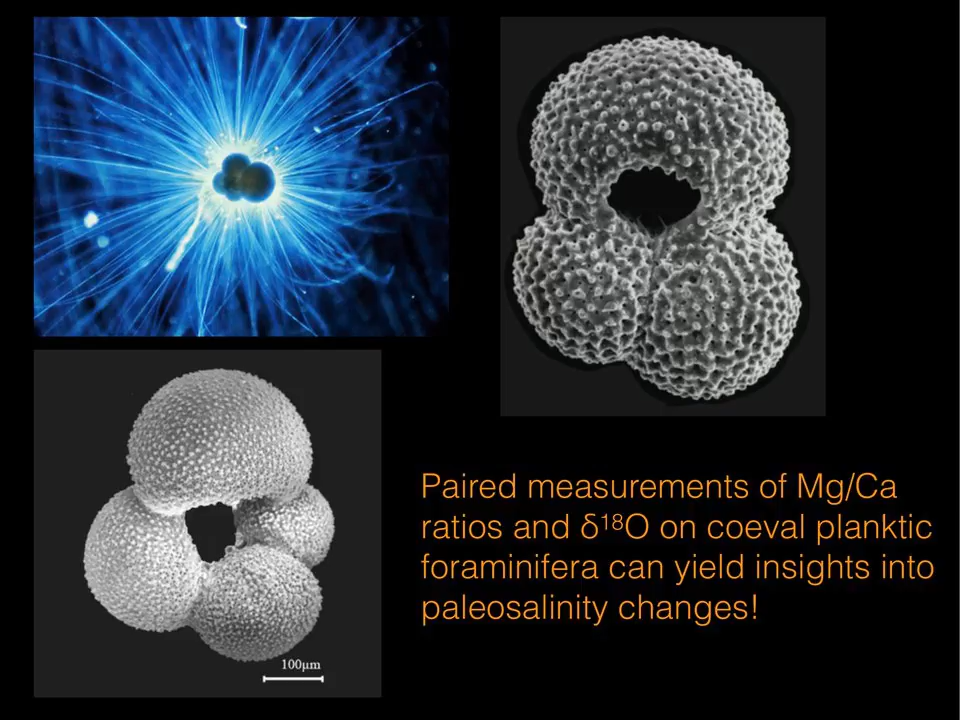 Paired measurements of Mg/Ca
ratios and δ¹⁸O on coeval planktic
foraminifera can yield insights into
paleosalinity changes!
100μm